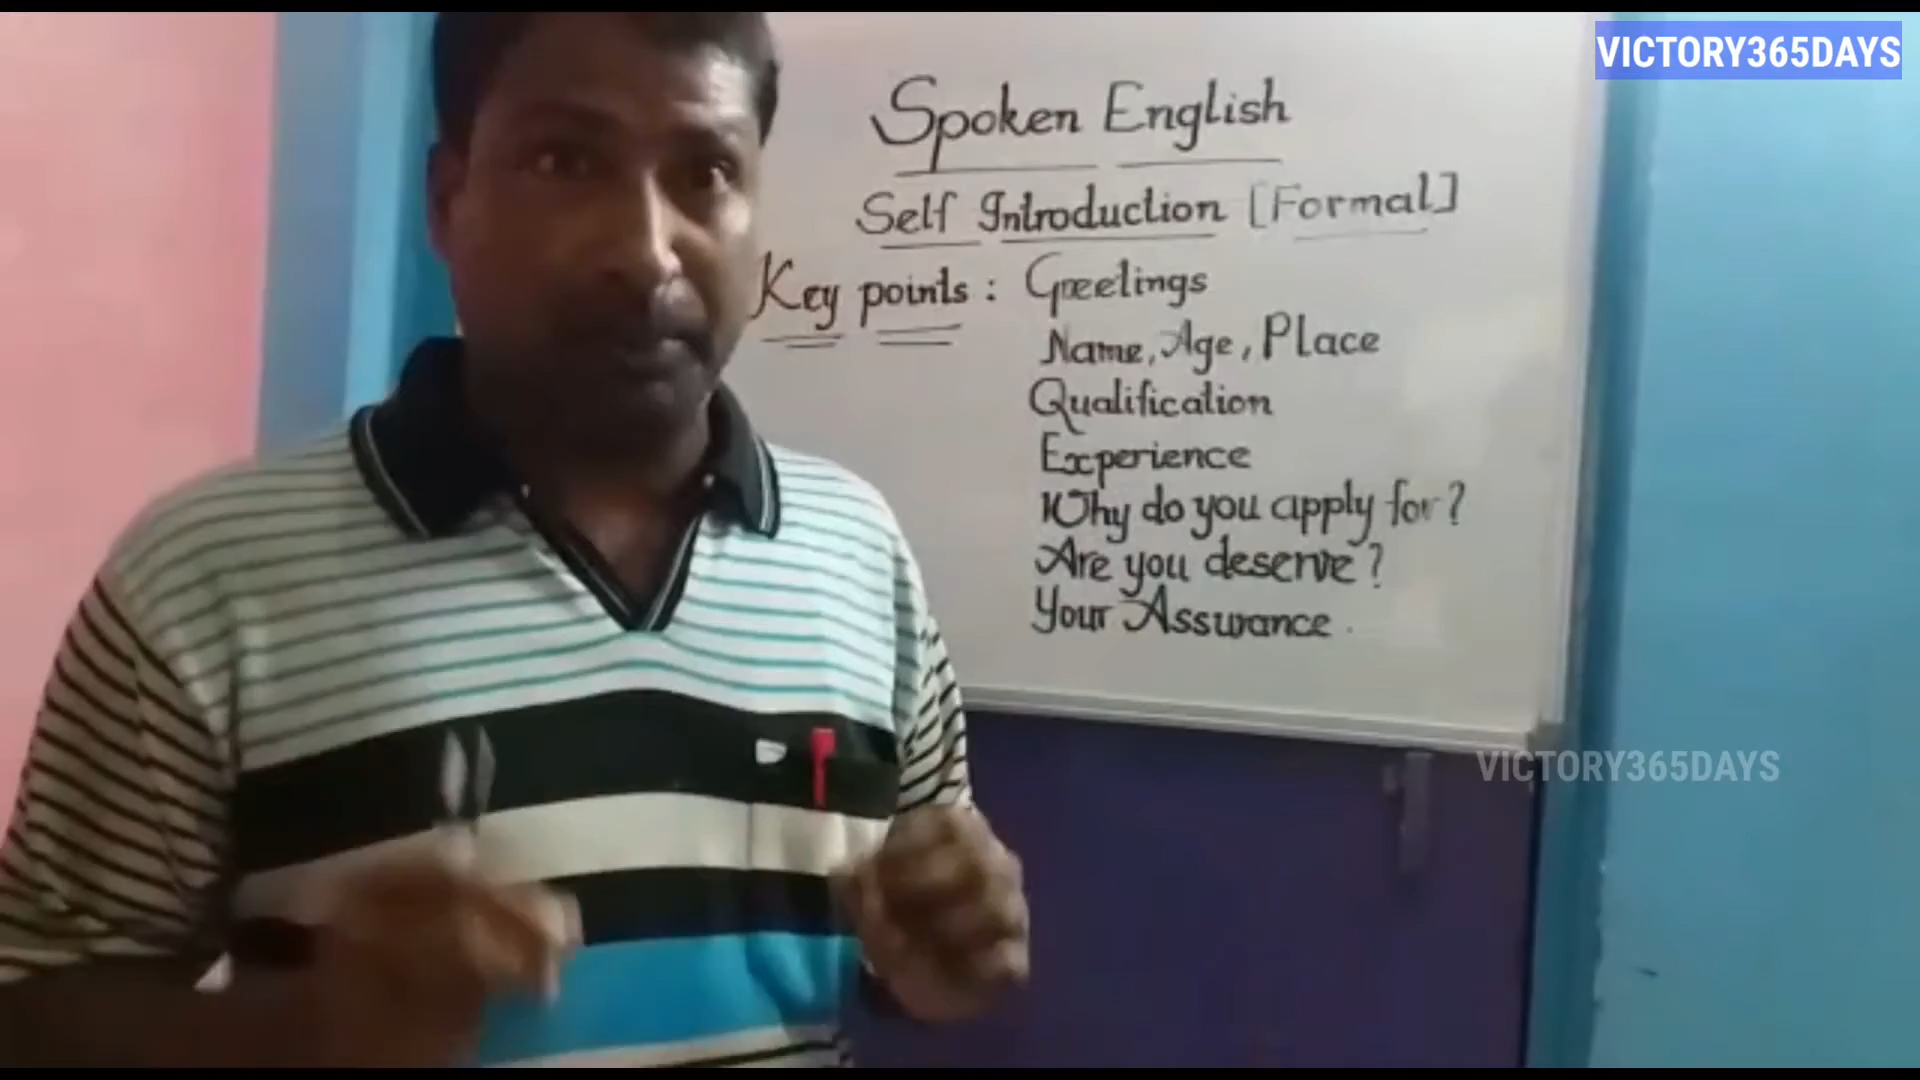 VICTORY365DAYS
Spoken English
Self Introduction [Formal]
Key points : Greetings
Name, Age, Place
Qualification
Experience
Why do you apply for?
Are you deserve?
Your Assurance.
VICTORY365DAYS